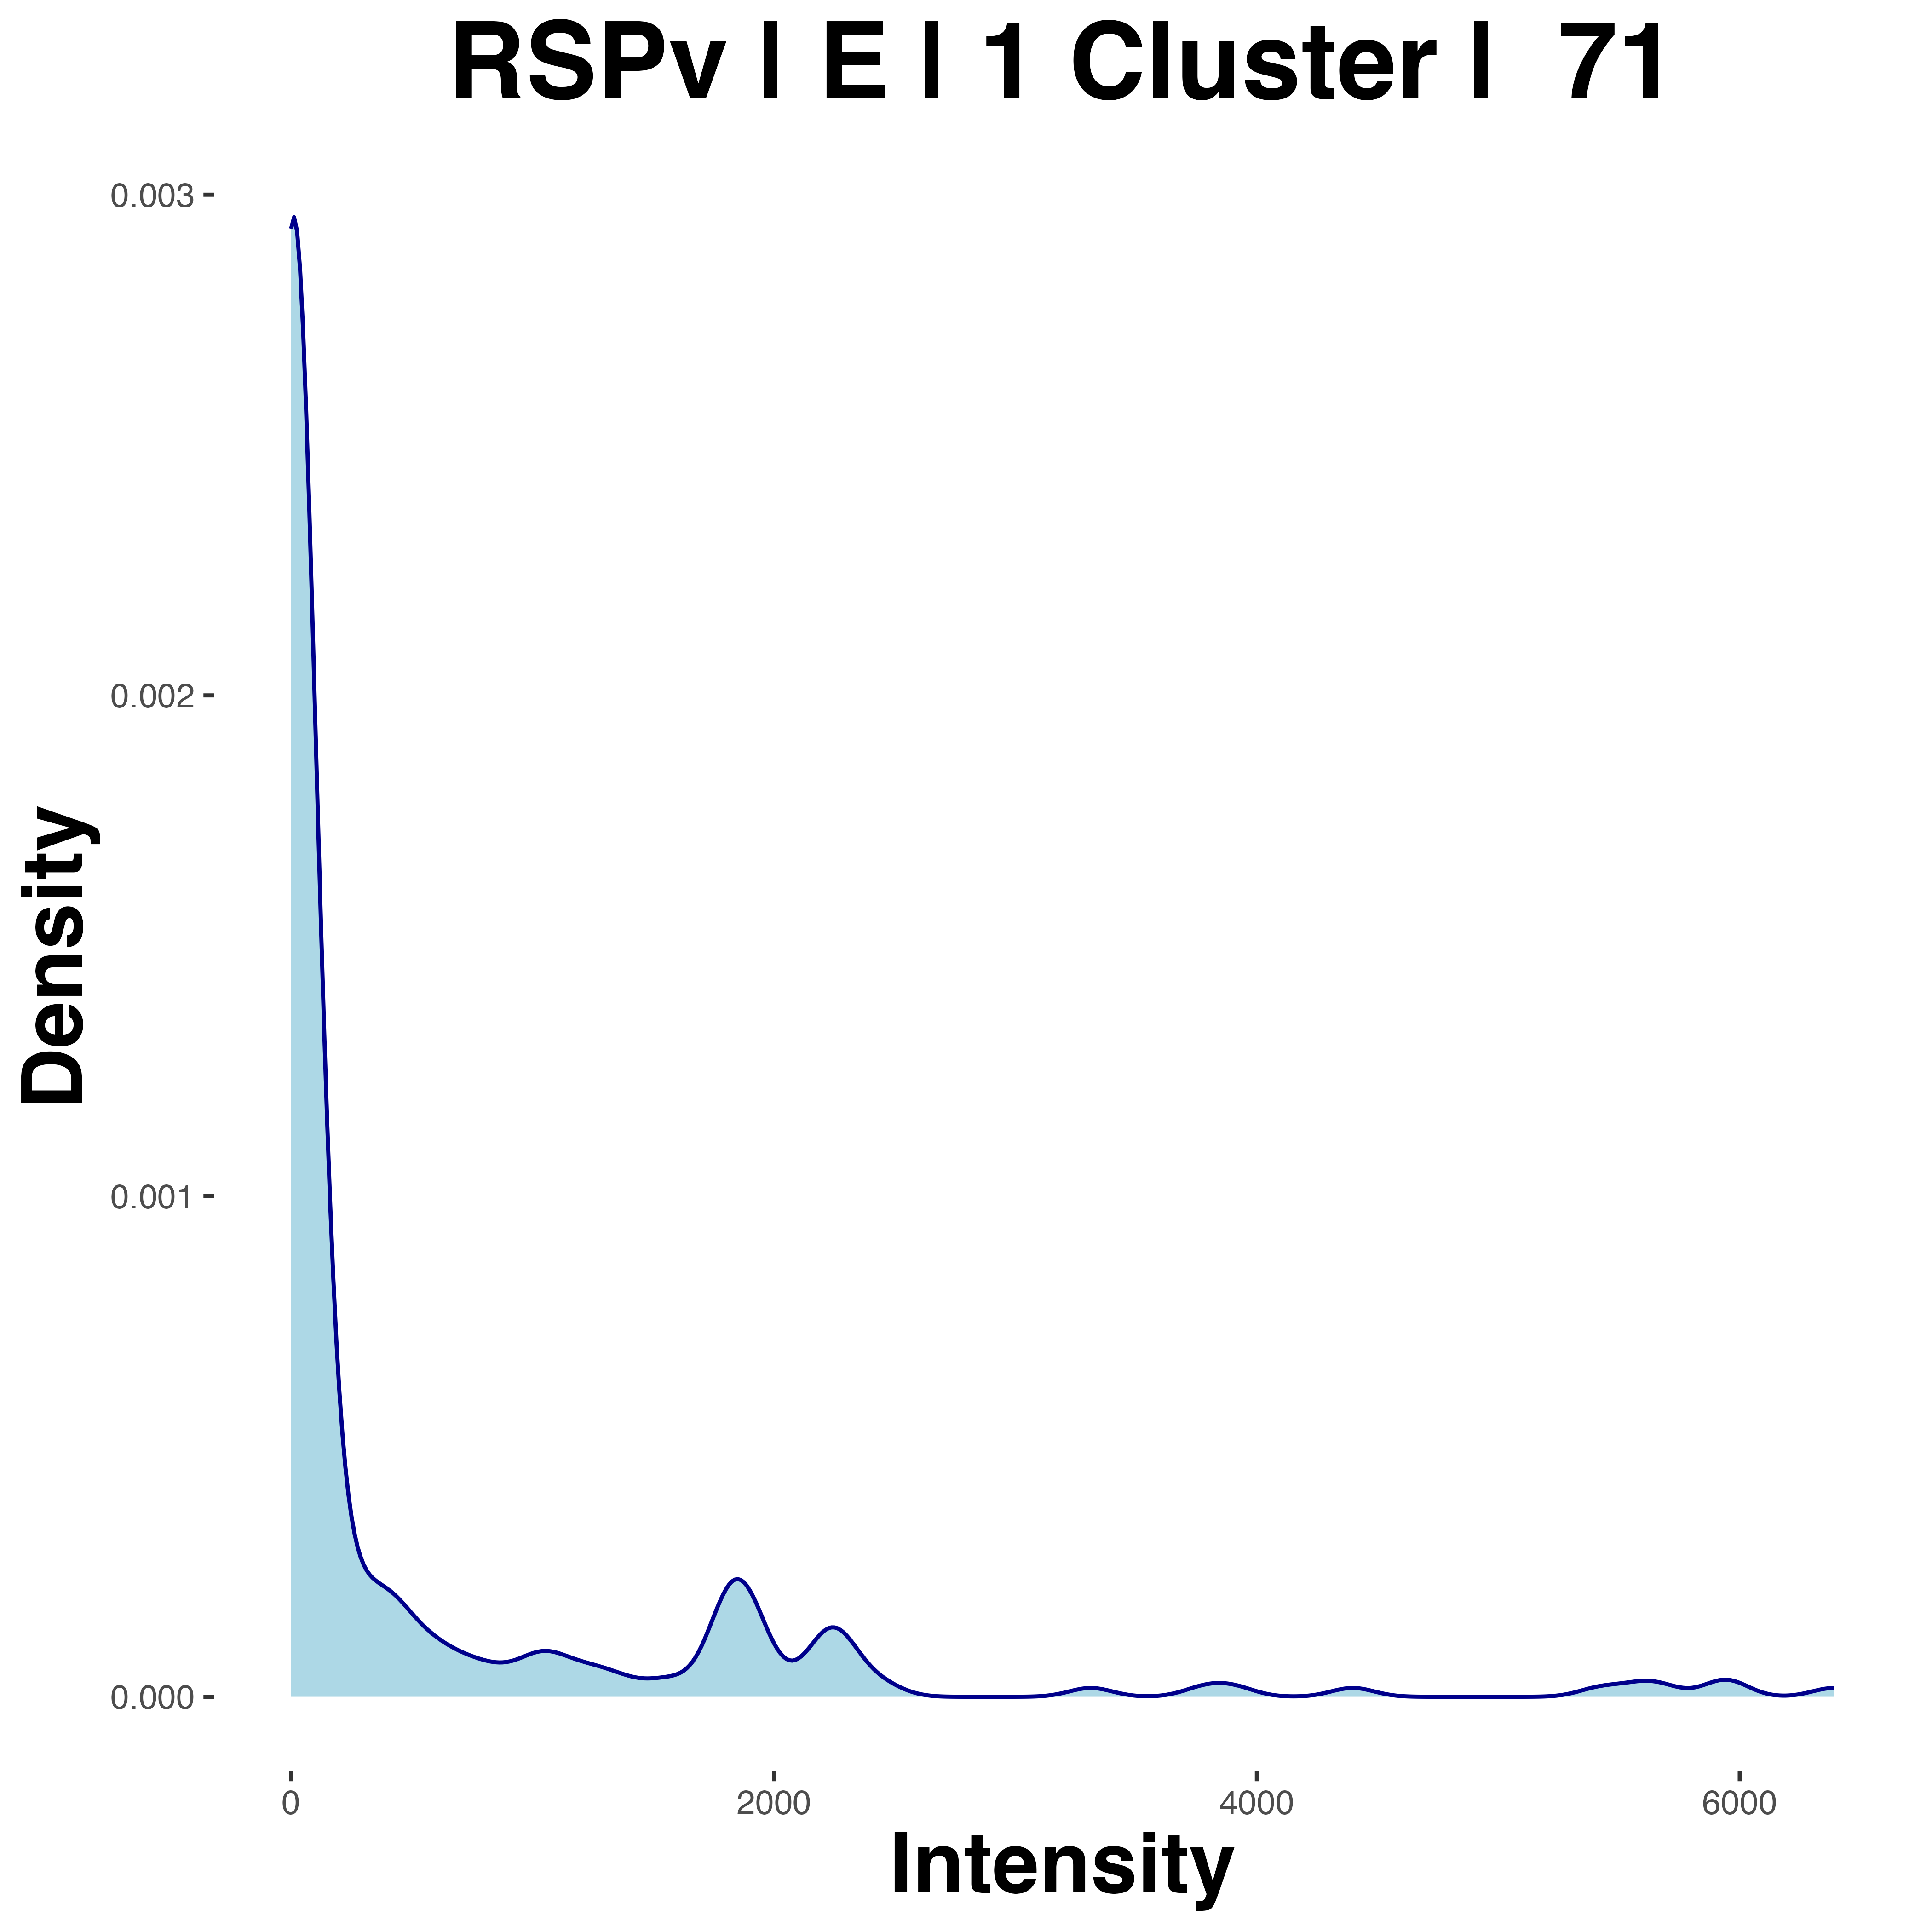 RSPv | E | 1 Cluster | 71
0.003
0.002
0.001
0.000
Density
0 2000 4000 6000
Intensity